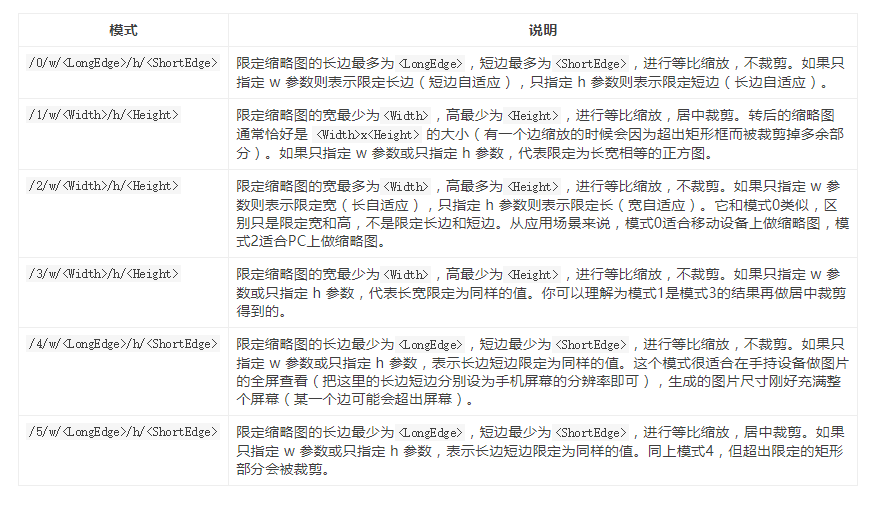 模式
说明
/0/w/<LongEdge>/h/<ShortEdge>
限定缩略图的长边最多为 <LongEdge> ，短边最多为 <ShortEdge> ，进行等比缩放，不裁剪。如果只
指定 w 参数则表示限定长边（短边自适应），只指定 h 参数则表示限定短边（长边自适应）。
/1/w/<Width>/h/<Height>
限定缩略图的宽最少为 <Width> ，高最少为 <Height> ，进行等比缩放，居中裁剪。转后的缩略图
通常恰好是 <Width>x<Height> 的大小（有一个边缩放的时候会因为超出矩形框而被裁剪掉多余部
分）。如果只指定 w 参数或只指定 h 参数，代表限定为长宽相等的正方图。
/2/w/<Width>/h/<Height>
限定缩略图的宽最多为 <Width> ，高最多为 <Height> ，进行等比缩放，不裁剪。如果只指定 w 参
数则表示限定宽（长自适应），只指定 h 参数则表示限定长（宽自适应）。它和模式0类似，区
别只是限定宽和高，不是限定长边和短边。从应用场景来说，模式0适合移动设备上做缩略图，模
式2适合PC上做缩略图。
/3/w/<Width>/h/<Height>
限定缩略图的宽最少为 <Width> ，高最少为 <Height> ，进行等比缩放，不裁剪。如果只指定 w 参
数或只指定 h 参数，代表长宽限定为同样的值。你可以理解为模式1是模式3的结果再做居中裁剪
得到的。
/4/w/<LongEdge>/h/<ShortEdge>
限定缩略图的长边最少为 <LongEdge> ，短边最少为 <ShortEdge> ，进行等比缩放，不裁剪。如果只
指定 w 参数或只指定 h 参数，表示长边短边限定为同样的值。这个模式很适合在手持设备做图片
的全屏查看（把这里的长边短边分别设为手机屏幕的分辨率即可），生成的图片尺寸刚好充满整
个屏幕（某一个边可能会超出屏幕）。
/5/w/<LongEdge>/h/<ShortEdge>
限定缩略图的长边最少为 <LongEdge> ，短边最少为 <ShortEdge> ，进行等比缩放，居中裁剪。如果
只指定 w 参数或只指定 h 参数，表示长边短边限定为同样的值。同上模式4，但超出限定的矩形
部分会被裁剪。